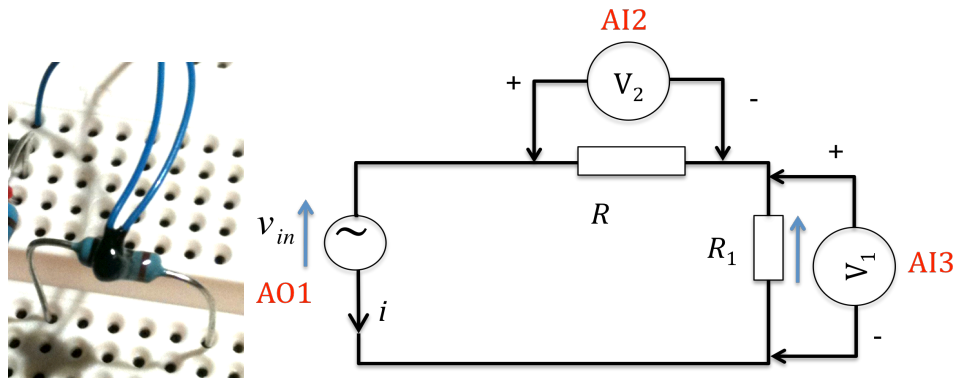 AI2
+
V2
-
R
+
vin
~
AO1
i
R1
V1
AI3
-